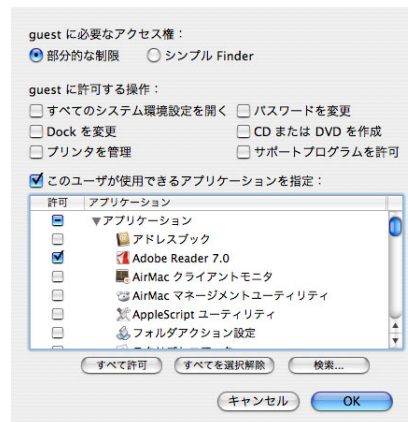 guest に必要なアクセス権：
部分的な制限 シンプル Finder
guest に許可する操作：
すべてのシステム環境設定を開く パスワードを変更
Dock を変更 CD または DVD を作成
プリンタを管理 サポートプログラムを許可
このユーザが使用できるアプリケーションを指定：
許可 アプリケーション
アプリケーション
アドレスブック
Adobe Reader 7.0
AirMac クライアントモニタ
AirMac マネージメントユーティリティ
AppleScript ユーティリティ
フォルダアクション設定
すべて許可 すべてを選択解除 検索...
キャンセル OK